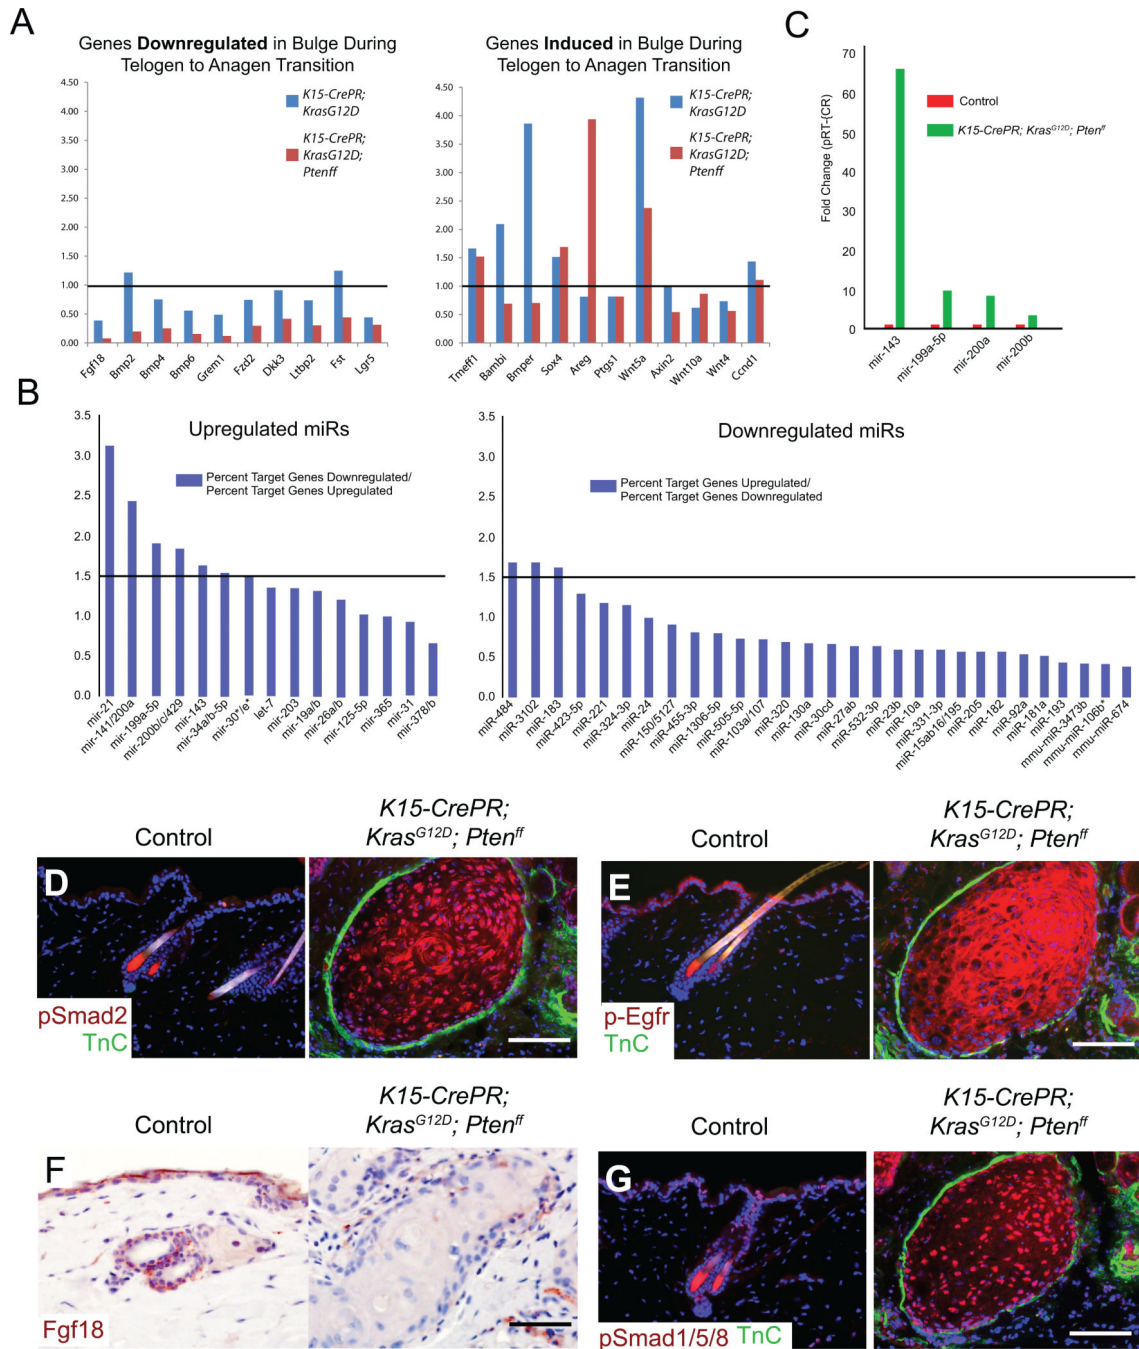 A
Genes Downregulated in Bulge During
Telogen to Anagen Transition
4.50
4.00
3.50
3.00
2.50
2.00
1.50
1.00
0.50
0.00
K15-CrePR;
KrasG12D
K15-CrePR;
KrasG12D;
Ptenff
Fgf18
Bmp2
Bmp4
Bmp6
Grem1
Fzd2
Dkk3
Ltbp2
Fst
Lgr5
Genes Induced in Bulge During
Telogen to Anagen Transition
4.50
4.00
3.50
3.00
2.50
2.00
1.50
1.00
0.50
0.00
K15-CrePR;
KrasG12D
K15-CrePR;
KrasG12D;
Ptenff
Tmeff1
Bambi
Bmper
Sox4
Areg
Ptgs1
Wnt5a
Axin2
Wnt10a
Wnt4
Ccnd1
C
Fold Change (pRT-(CR)
70
60
50
40
30
20
10
0
Control
K15-CrePR; KrasG12D; Ptenff
mir-143
mir-199a-5p
mir-200a
mir-200b
B
Upregulated miRs
3.5
3.0
2.5
2.0
1.5
1.0
0.5
0.0
Percent Target Genes Downregulated/
Percent Target Genes Upregulated
mir-21
mir-141/200a
mir-199a-5p
mir-200b/c/429
mir-143
mir-34a/b-5p
mir-30*/e*
let-7
mir-203
mir-19a/b
mir-26a/b
mir-125-5p
mir-365
mir-31
mir-378/b
Downregulated miRs
3.5
3.0
2.5
2.0
1.5
1.0
0.5
0.0
Percent Target Genes Upregulated/
Percent Target Genes Downregulated
miR-484
miR-3102
miR-183
miR-423-5p
miR-221
miR-324-3p
miR-24
miR-150/5127
miR-455-3p
miR-1306-5p
miR-505-5p
miR-103a/107
miR-320
miR-130a
miR-30cd
miR-27ab
miR-532-3p
miR-23b
miR-10a
miR-331-3p
miR-15ab16/195
miR-205
miR-182
miR-92a
miR-181a
miR-193
mmu-miR-3473b
mmu-miR-106b*
mmu-miR-674
Control
K15-CrePR;
KrasG12D; Ptenff
D
pSmad2
TnC
Control
K15-CrePR;
KrasG12D; Ptenff
E
p-Egfr
TnC
Control
K15-CrePR;
KrasG12D; Ptenff
F
Fgf18
Control
K15-CrePR;
KrasG12D; Ptenff
G
pSmad1/5/8 TnC